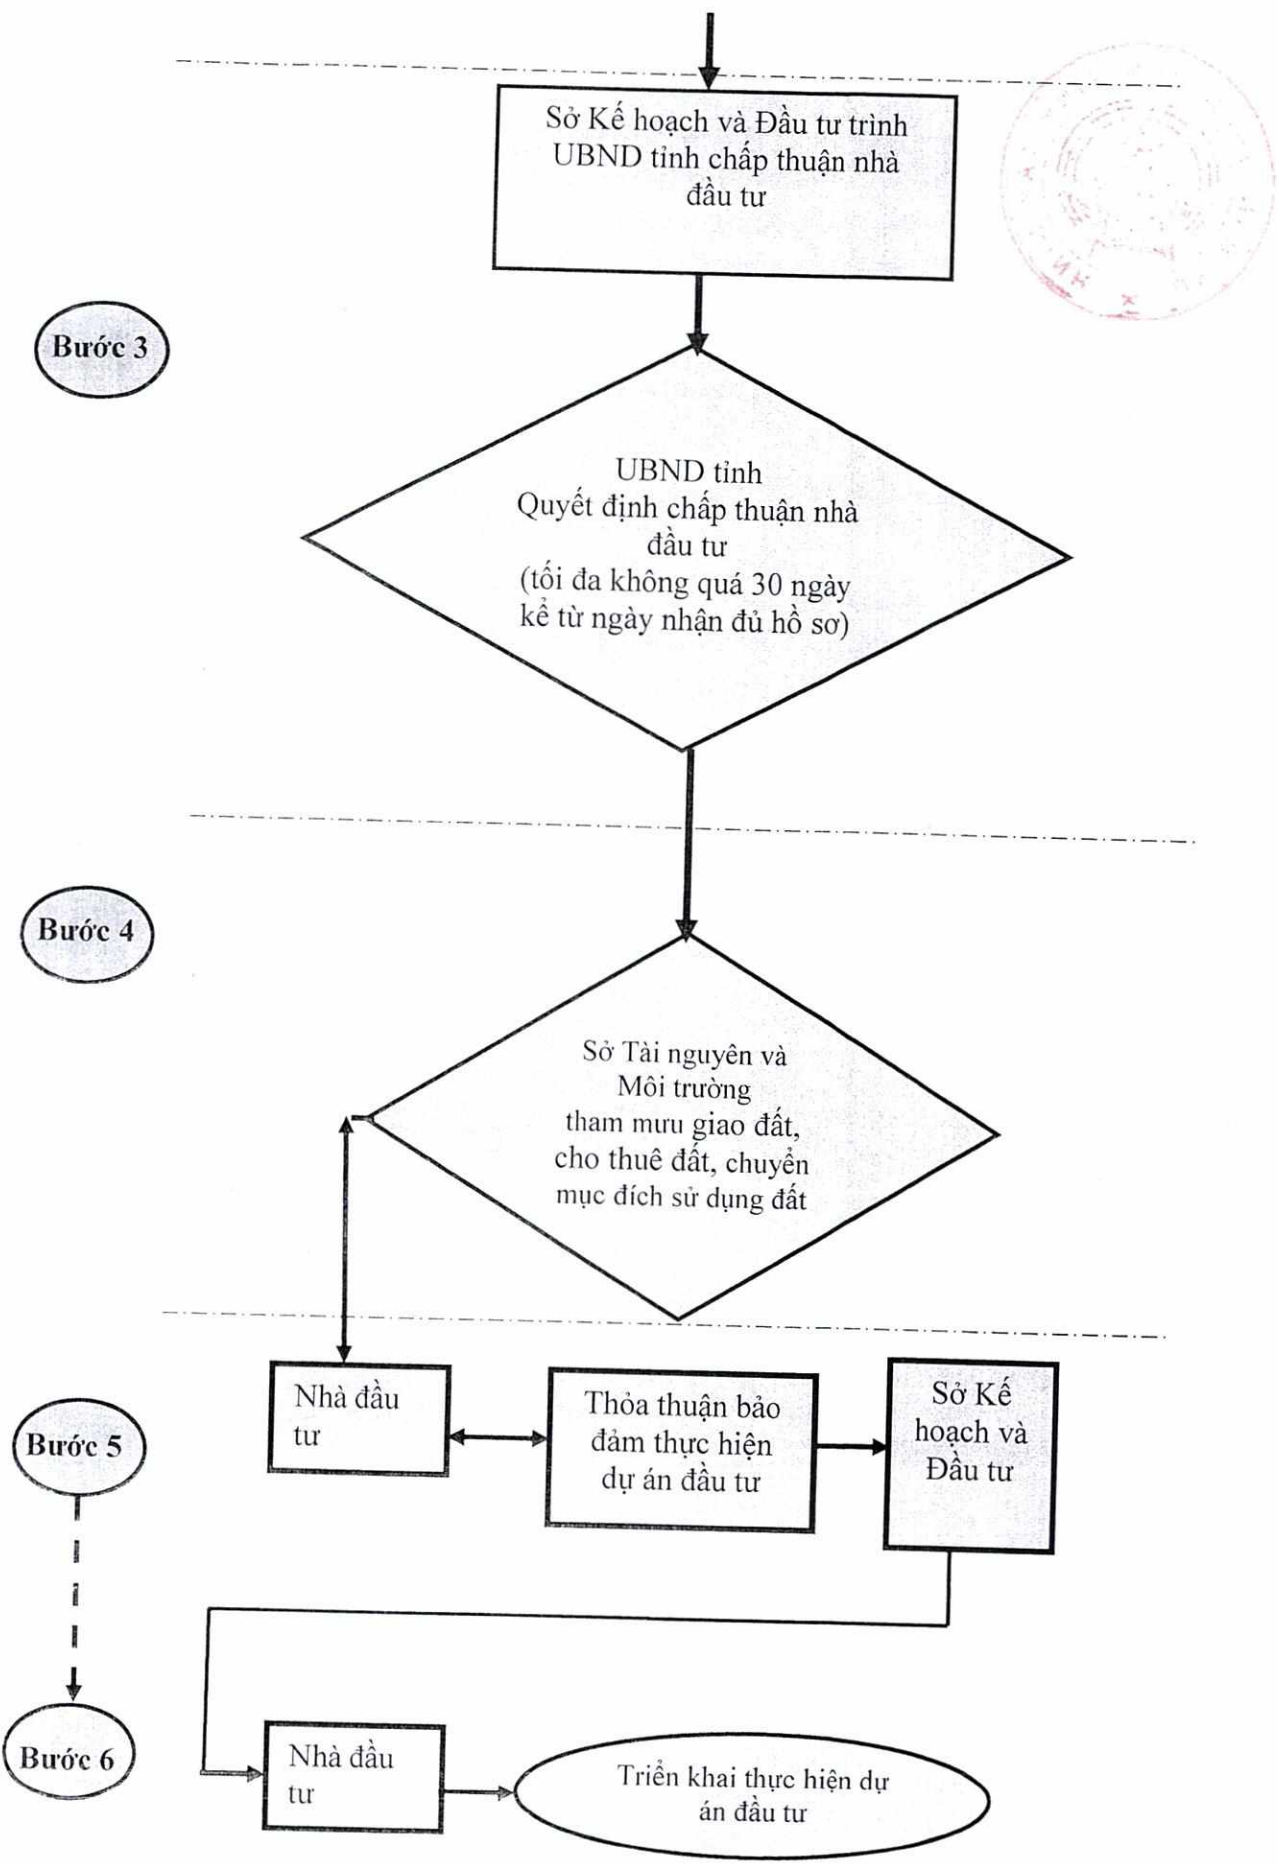 Sở Kế hoạch và Đầu tư trình
UBND tỉnh chấp thuận nhà
đầu tư
Bước 3
UBND tỉnh
Quyết định chấp thuận nhà
đầu tư
(tối đa không quá 30 ngày
kể từ ngày nhận đủ hồ sơ)
Bước 4
Sở Tài nguyên và
Môi trường
tham mưu giao đất,
cho thuê đất, chuyển
mục đích sử dụng đất
Bước 5
Nhà đầu
tư
Thỏa thuận bảo
đảm thực hiện
dự án đầu tư
Sở Kế
hoạch và
Đầu tư
Bước 6
Nhà đầu
tư
Triển khai thực hiện dự
án đầu tư